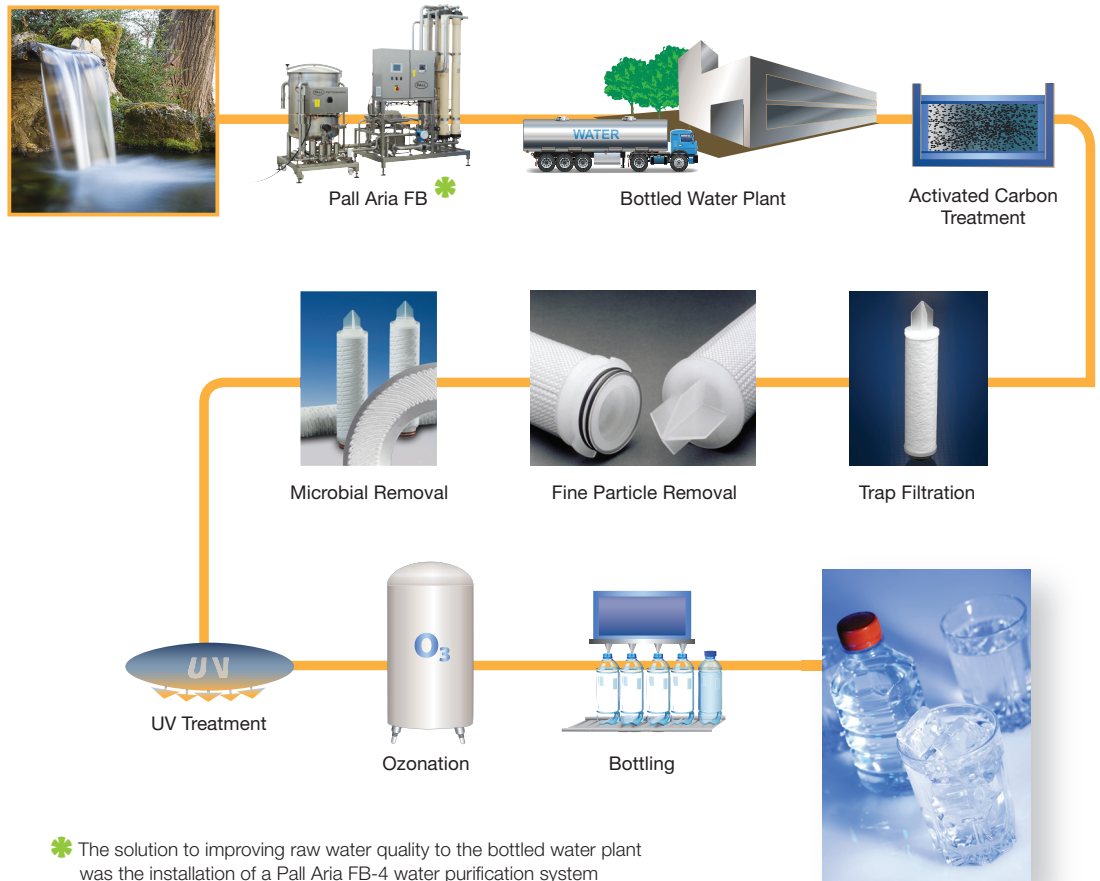 WATER
Pall Aria FB
Bottled Water Plant
Activated Carbon
Treatment
Microbial Removal
Fine Particle Removal
Trap Filtration
UV
UV Treatment
O₃
Ozonation
Bottling
The solution to improving raw water quality to the bottled water plant
was the installation of a Pall Aria FB-4 water purification system